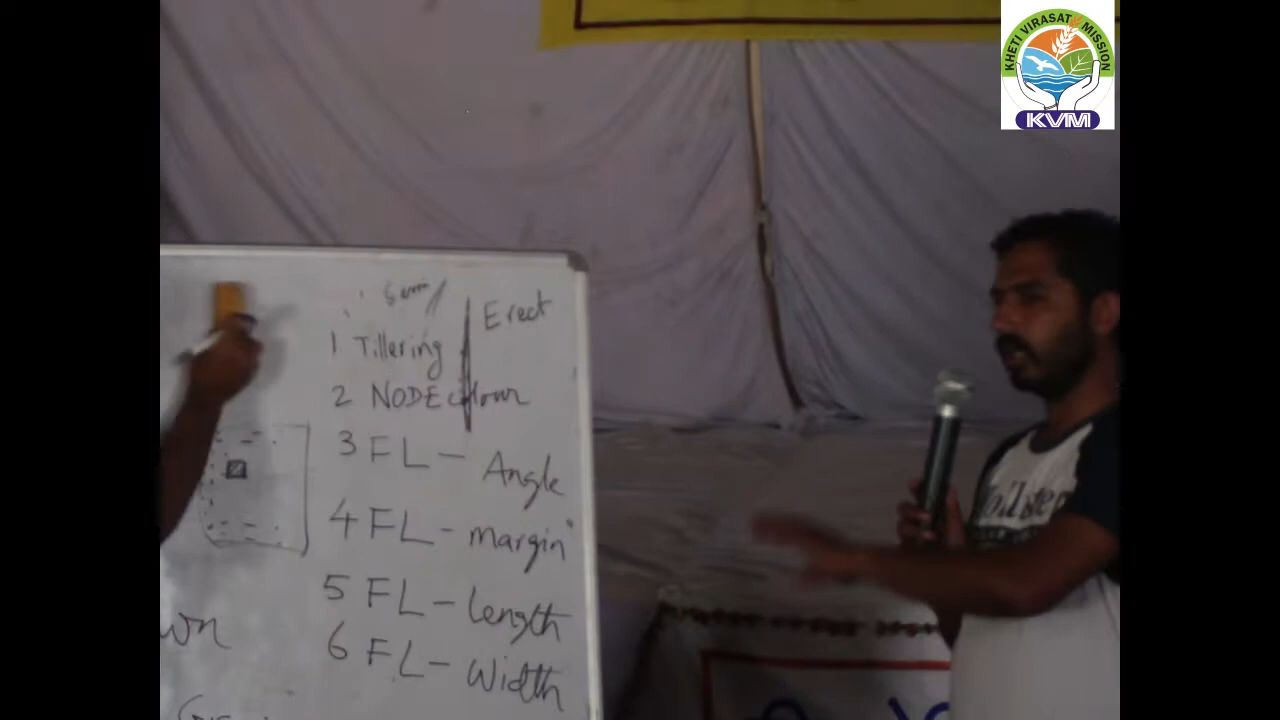 KHETI VIRASAT MISSION
KVM
Erect
1 Tillering
2 NODE colour
3 FL - Angle
4 FL - margin
5 FL - Length
6 FL - Width
wn